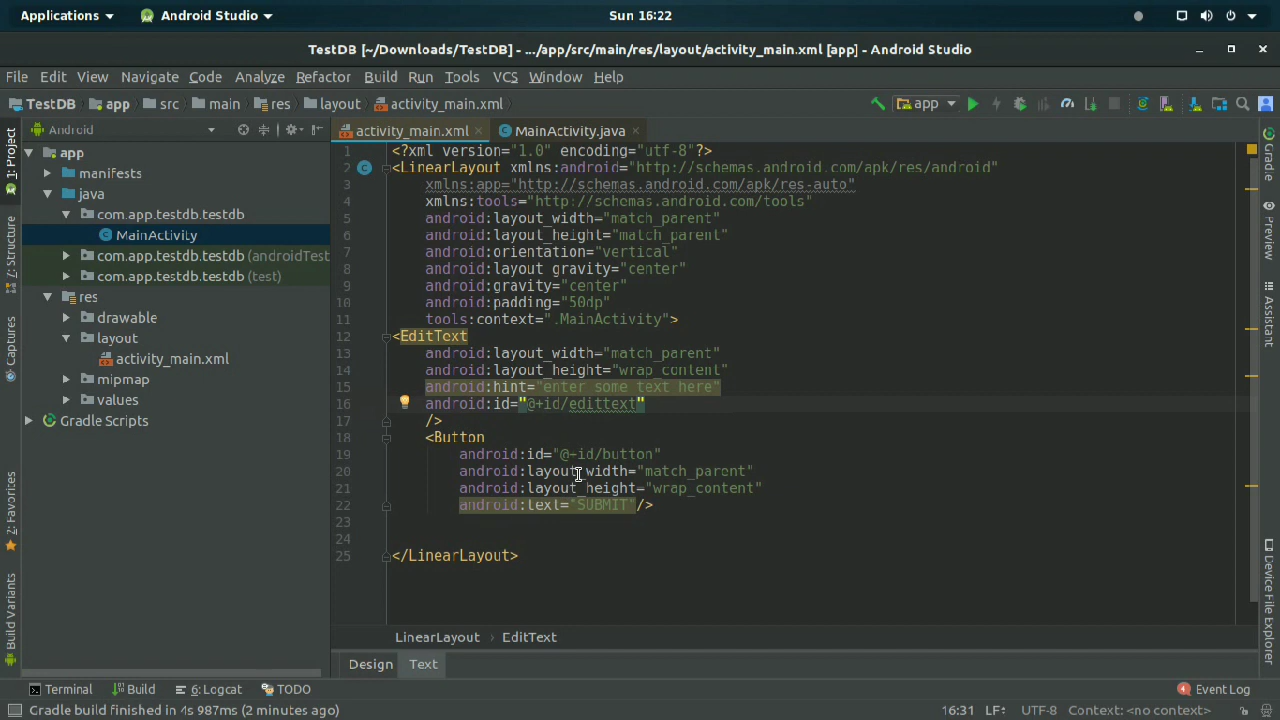 Applications
Android Studio
Sun 16:22
TestDB [~/Downloads/TestDB] - .../app/src/main/res/layout/activity_main.xml [app] - Android Studio
File Edit View Navigate Code Analyze Refactor Build Run Tools VCS Window Help
TestDB app src main res layout activity_main.xml
app
Android
activity_main.xml
MainActivity.java
1: Project
Z: Structure
Captures
2: Favorites
Build Variants
app
manifests
java
com.app.testdb.testdb
MainActivity
com.app.testdb.testdb (androidTest
com.app.testdb.testdb (test)
res
drawable
layout
activity_main.xml
mipmap
values
Gradle Scripts
1 <?xml version="1.0" encoding="utf-8"?>
2 <LinearLayout xmlns:android="http://schemas.android.com/apk/res/android"
3 xmlns:app="http://schemas.android.com/apk/res-auto"
4 xmlns:tools="http://schemas.android.com/tools"
5 android:layout_width="match_parent"
6 android:layout_height="match_parent"
7 android:orientation="vertical"
8 android:layout_gravity="center"
9 android:gravity="center"
10 android:padding="50dp"
11 tools:context=".MainActivity">
12 <EditText
13 android:layout_width="match_parent"
14 android:layout_height="wrap_content"
15 android:hint="enter some text here"
16 android:id="@+id/edittext"
17 />
18 <Button
19 android:id="@+id/button"
20 android:layout_width="match_parent"
21 android:layout_height="wrap_content"
22 android:text="SUBMIT"/>
23
24
25 </LinearLayout>
Gradle
Preview
Assistant
Device File Explorer
LinearLayout › EditText
Design Text
Terminal Build 6: Logcat TODO
4 Event Log
Gradle build finished in 4s 987ms (2 minutes ago)
16:31 LF÷ UTF-8 Context: <no context>